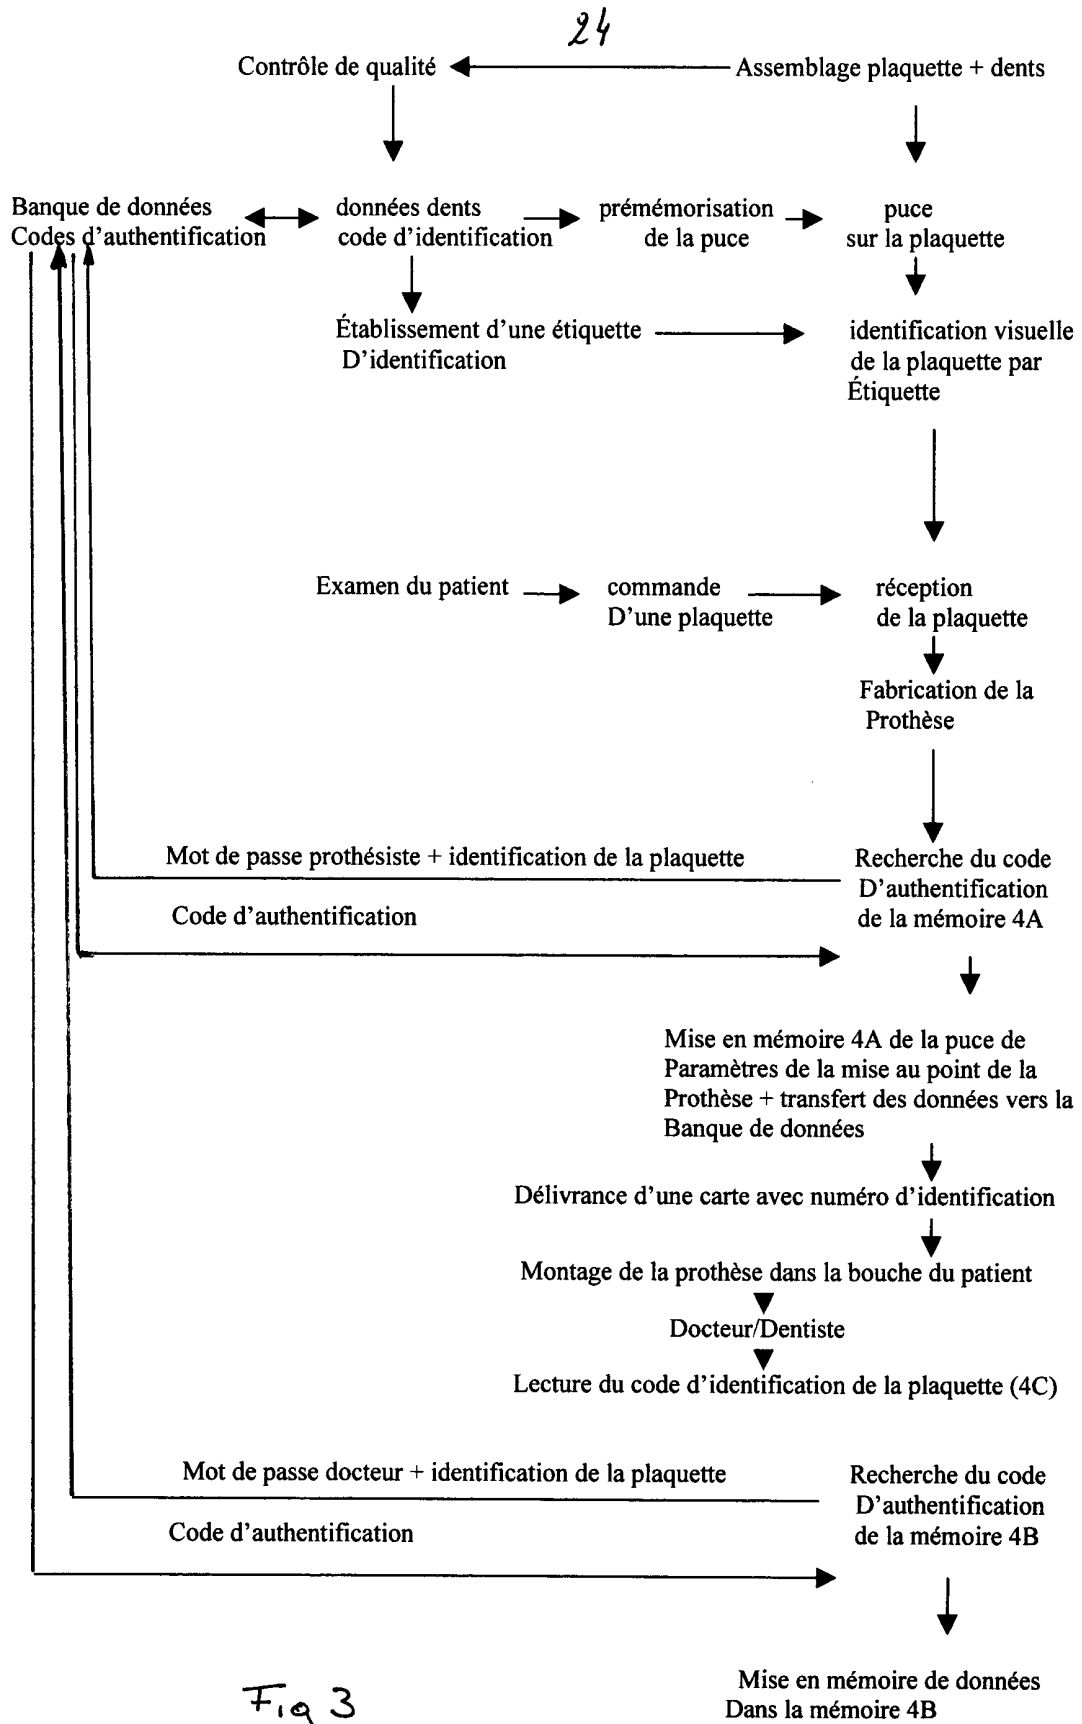 24
Contrôle de qualité
Assemblage plaquette + dents
Banque de données
Codes d'authentification
données dents
code d'identification
prémémorisation
de la puce
puce
sur la plaquette
Établissement d'une étiquette
D'identification
identification visuelle
de la plaquette par
Étiquette
Examen du patient
commande
D'une plaquette
réception
de la plaquette
Fabrication de la
Prothèse
Mot de passe prothésiste + identification de la plaquette
Code d'authentification
Recherche du code
D'authentification
de la mémoire 4A
Mise en mémoire 4A de la puce de
Paramètres de la mise au point de la
Prothèse + transfert des données vers la
Banque de données
Délivrance d'une carte avec numéro d'identification
Montage de la prothèse dans la bouche du patient
Docteur/Dentiste
Lecture du code d'identification de la plaquette (4C)
Mot de passe docteur + identification de la plaquette
Code d'authentification
Recherche du code
D'authentification
de la mémoire 4B
Mise en mémoire de données
Dans la mémoire 4B
Fig 3